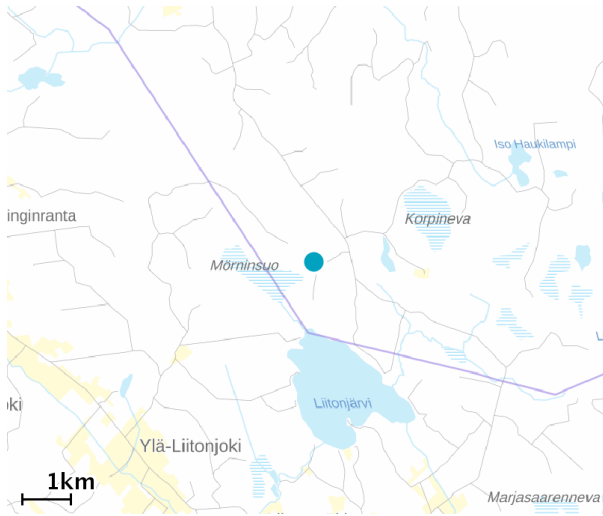 Iso Haukilampi
inginranta
Korpineva
Mörninsuo
Liitonjärvi
oki
Ylä-Liitonjoki
1km
Marjasaarenneva